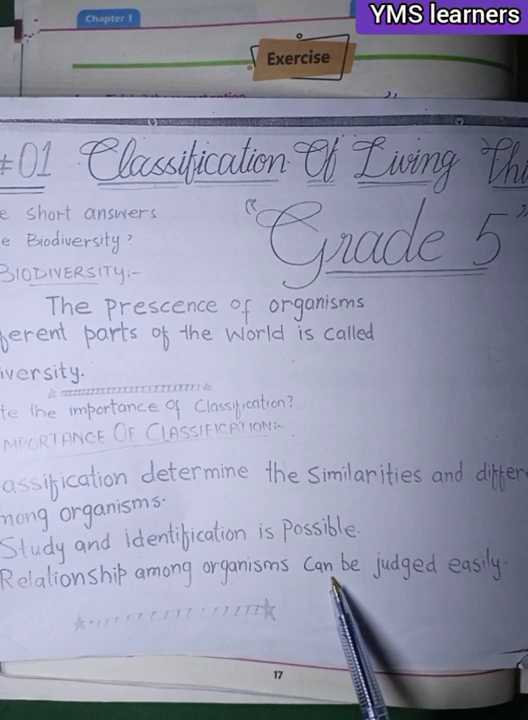 Chapter 1
YMS learners
Exercise
#01 Classification Of Living Thi
e short answers
e Biodiversity?
"Grade 5"
BIODIVERSITY:-
The prescence of organisms
ferent parts of the World is called
iversity.
te the importance of Classification?
MPORTANCE OF CLASSIFICATION:-
assification determine the similarities and differ
mong organisms.
Study and identification is Possible.
Relationship among organisms can be judged easily.
17